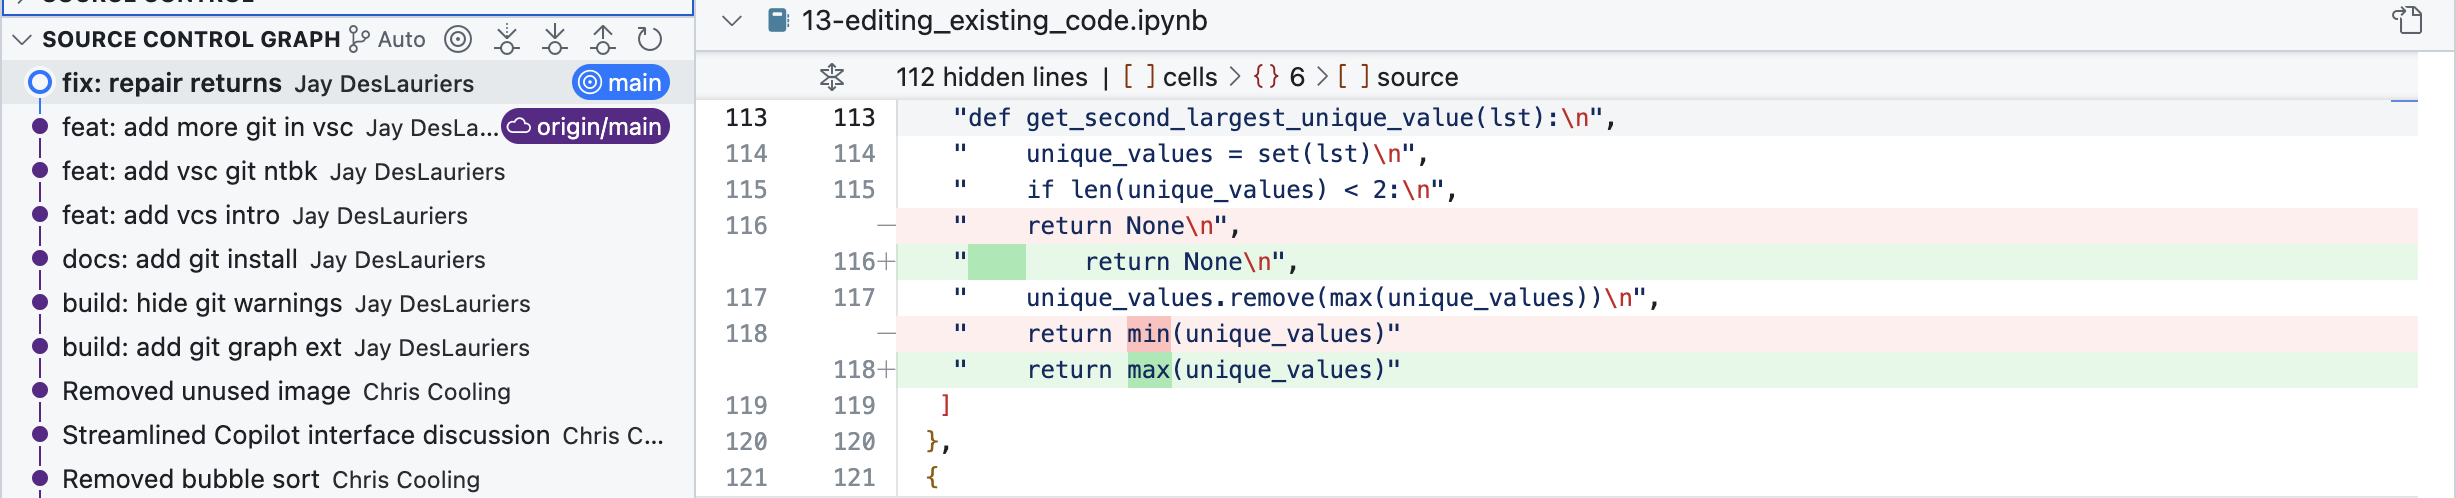 SOURCE CONTROL
SOURCE CONTROL GRAPH Auto
fix: repair returns Jay DesLauriers main
feat: add more git in vsc Jay DesLa... origin/main
feat: add vsc git ntbk Jay DesLauriers
feat: add vcs intro Jay DesLauriers
docs: add git install Jay DesLauriers
build: hide git warnings Jay DesLauriers
build: add git graph ext Jay DesLauriers
Removed unused image Chris Cooling
Streamlined Copilot interface discussion Chris C...
Removed bubble sort Chris Cooling
13-editing_existing_code.ipynb
112 hidden lines | [ ] cells > {} 6 > [ ] source
113 113 "def get_second_largest_unique_value(lst):\n",
114 114 "    unique_values = set(lst)\n",
115 115 "    if len(unique_values) < 2:\n",
116 — "    return None\n",
116+ "        return None\n",
117 117 "    unique_values.remove(max(unique_values))\n",
118 — "    return min(unique_values)"
118+ "    return max(unique_values)"
119 119 ]
120 120 },
121 121 {